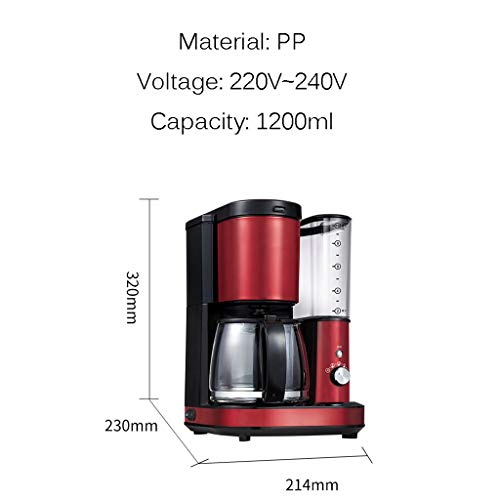 Material: PP
Voltage: 220V~240V
Capacity: 1200ml
320mm
230mm
214mm